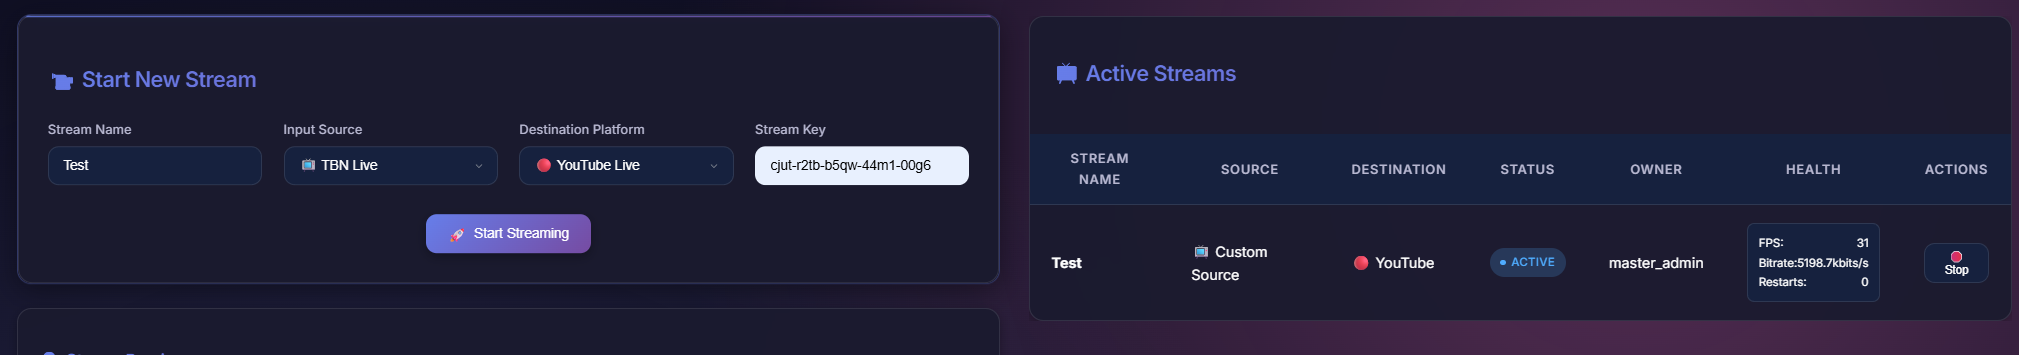 Start New Stream
Stream Name
Input Source
Destination Platform
Stream Key
Test
TBN Live
YouTube Live
cjut-r2tb-b5qw-44m1-00g6
Start Streaming
Active Streams
STREAM
NAME
SOURCE
DESTINATION
STATUS
OWNER
HEALTH
ACTIONS
Test
Custom
Source
YouTube
ACTIVE
master_admin
FPS: 31
Bitrate:5198.7kbits/s
Restarts: 0
Stop